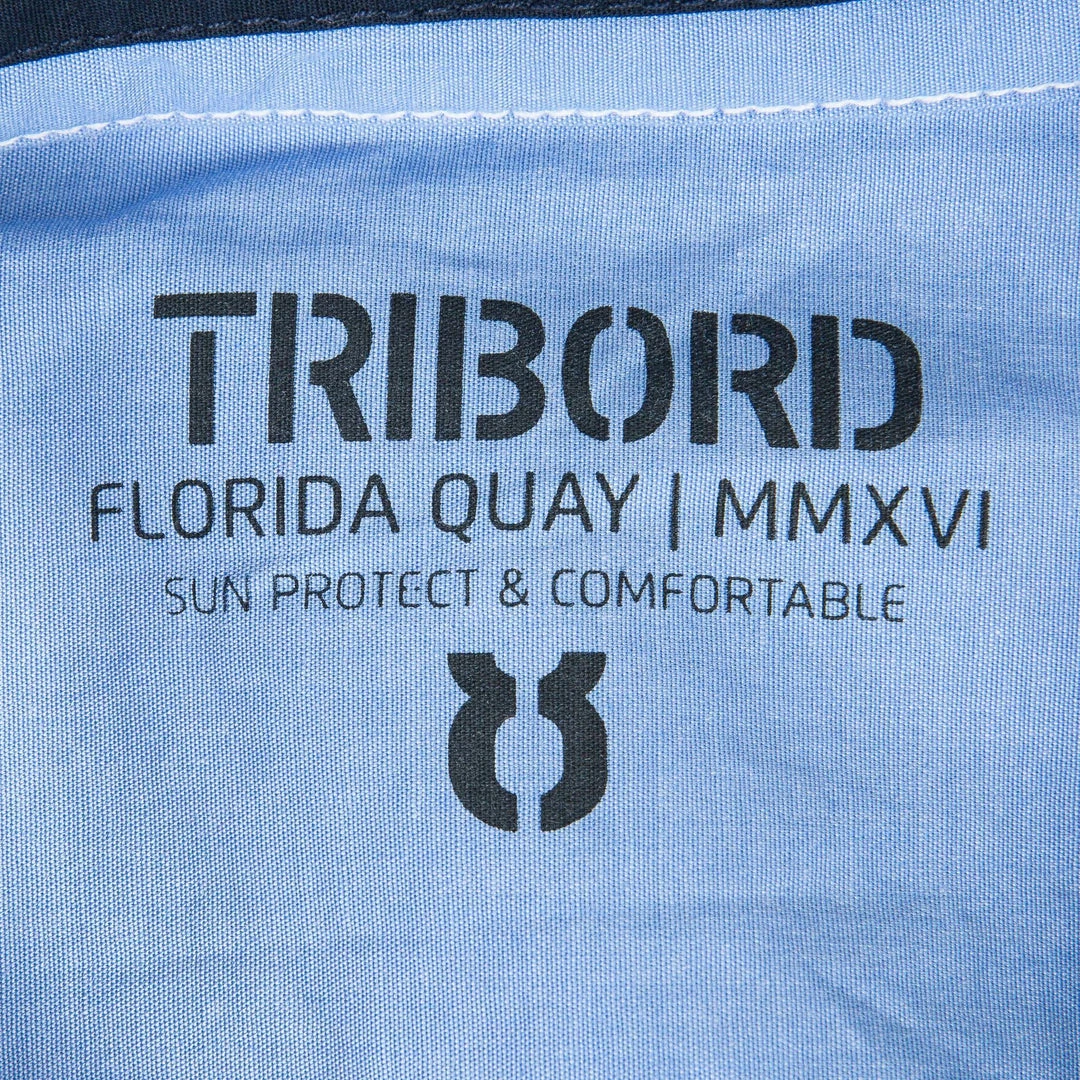 TRIBORD
FLORIDA QUAY | MMXVI
SUN PROTECT & COMFORTABLE